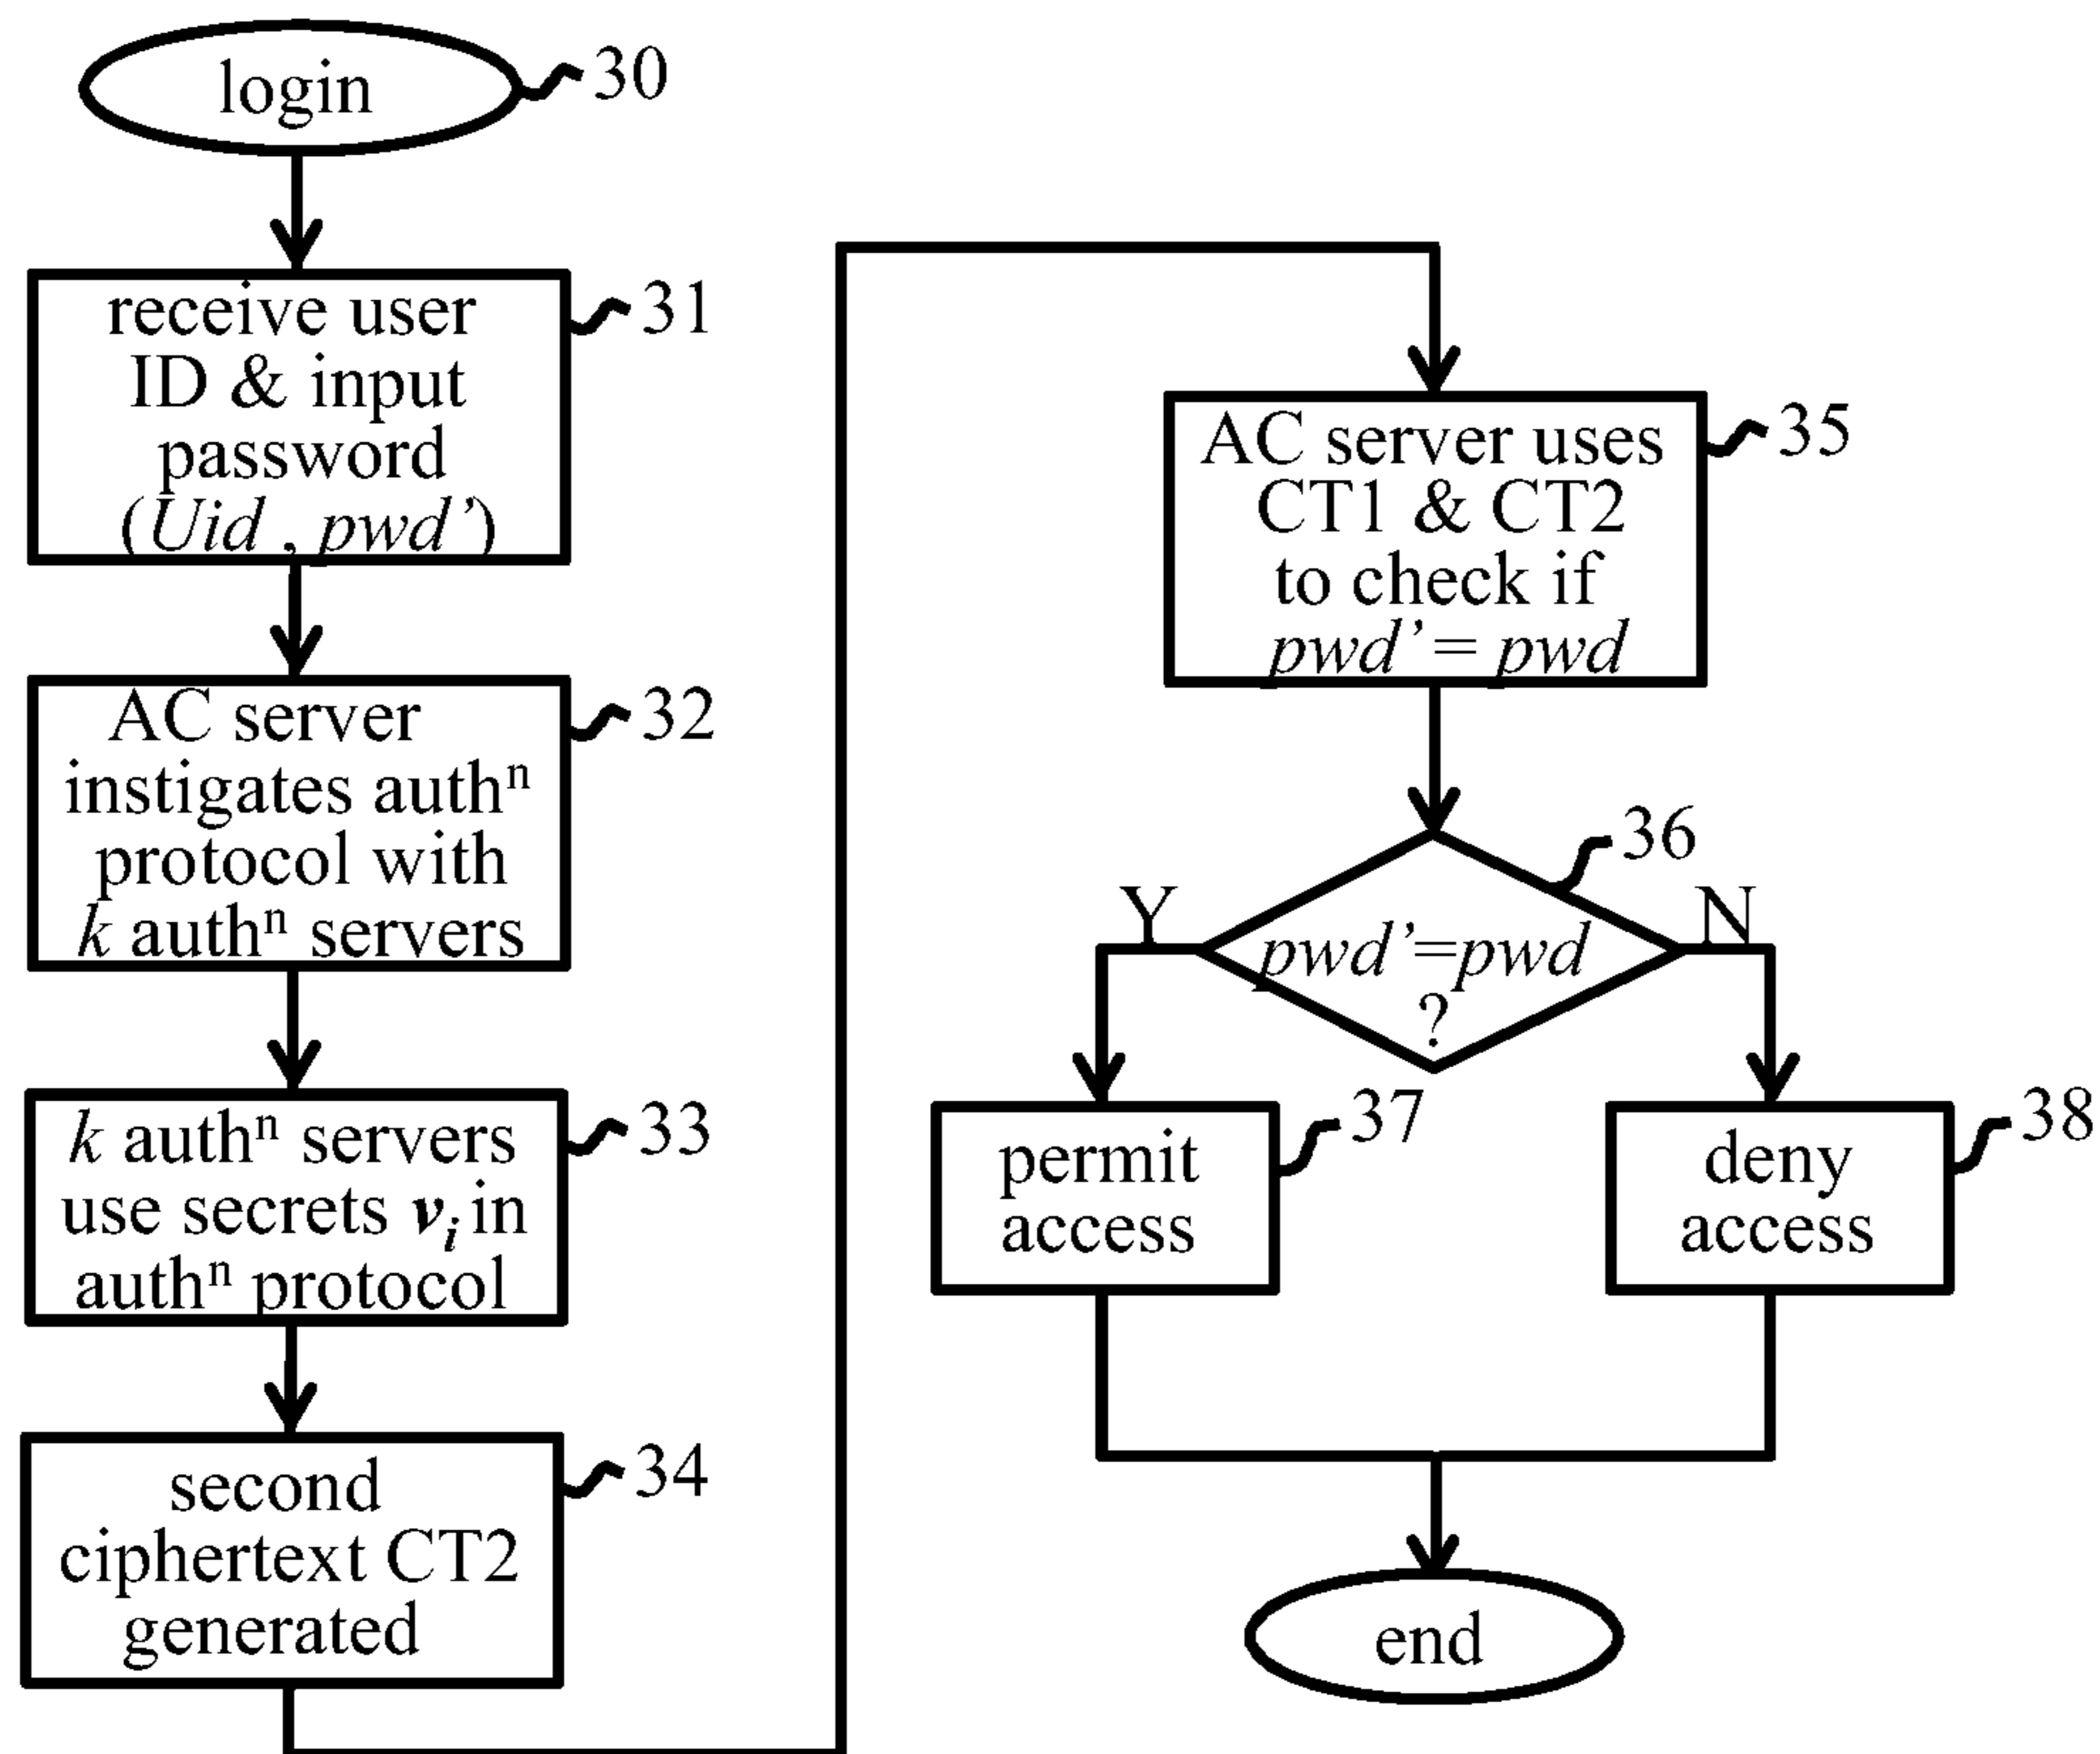 login
30
receive user
ID & input
password
(Uid , pwd’)
31
AC server
instigates authⁿ
protocol with
k authⁿ servers
32
k authⁿ servers
use secrets vᵢ in
authⁿ protocol
33
second
ciphertext CT2
generated
34
AC server uses
CT1 & CT2
to check if
pwd’= pwd
35
36
Y
N
pwd’=pwd
?
permit
access
37
deny
access
38
end